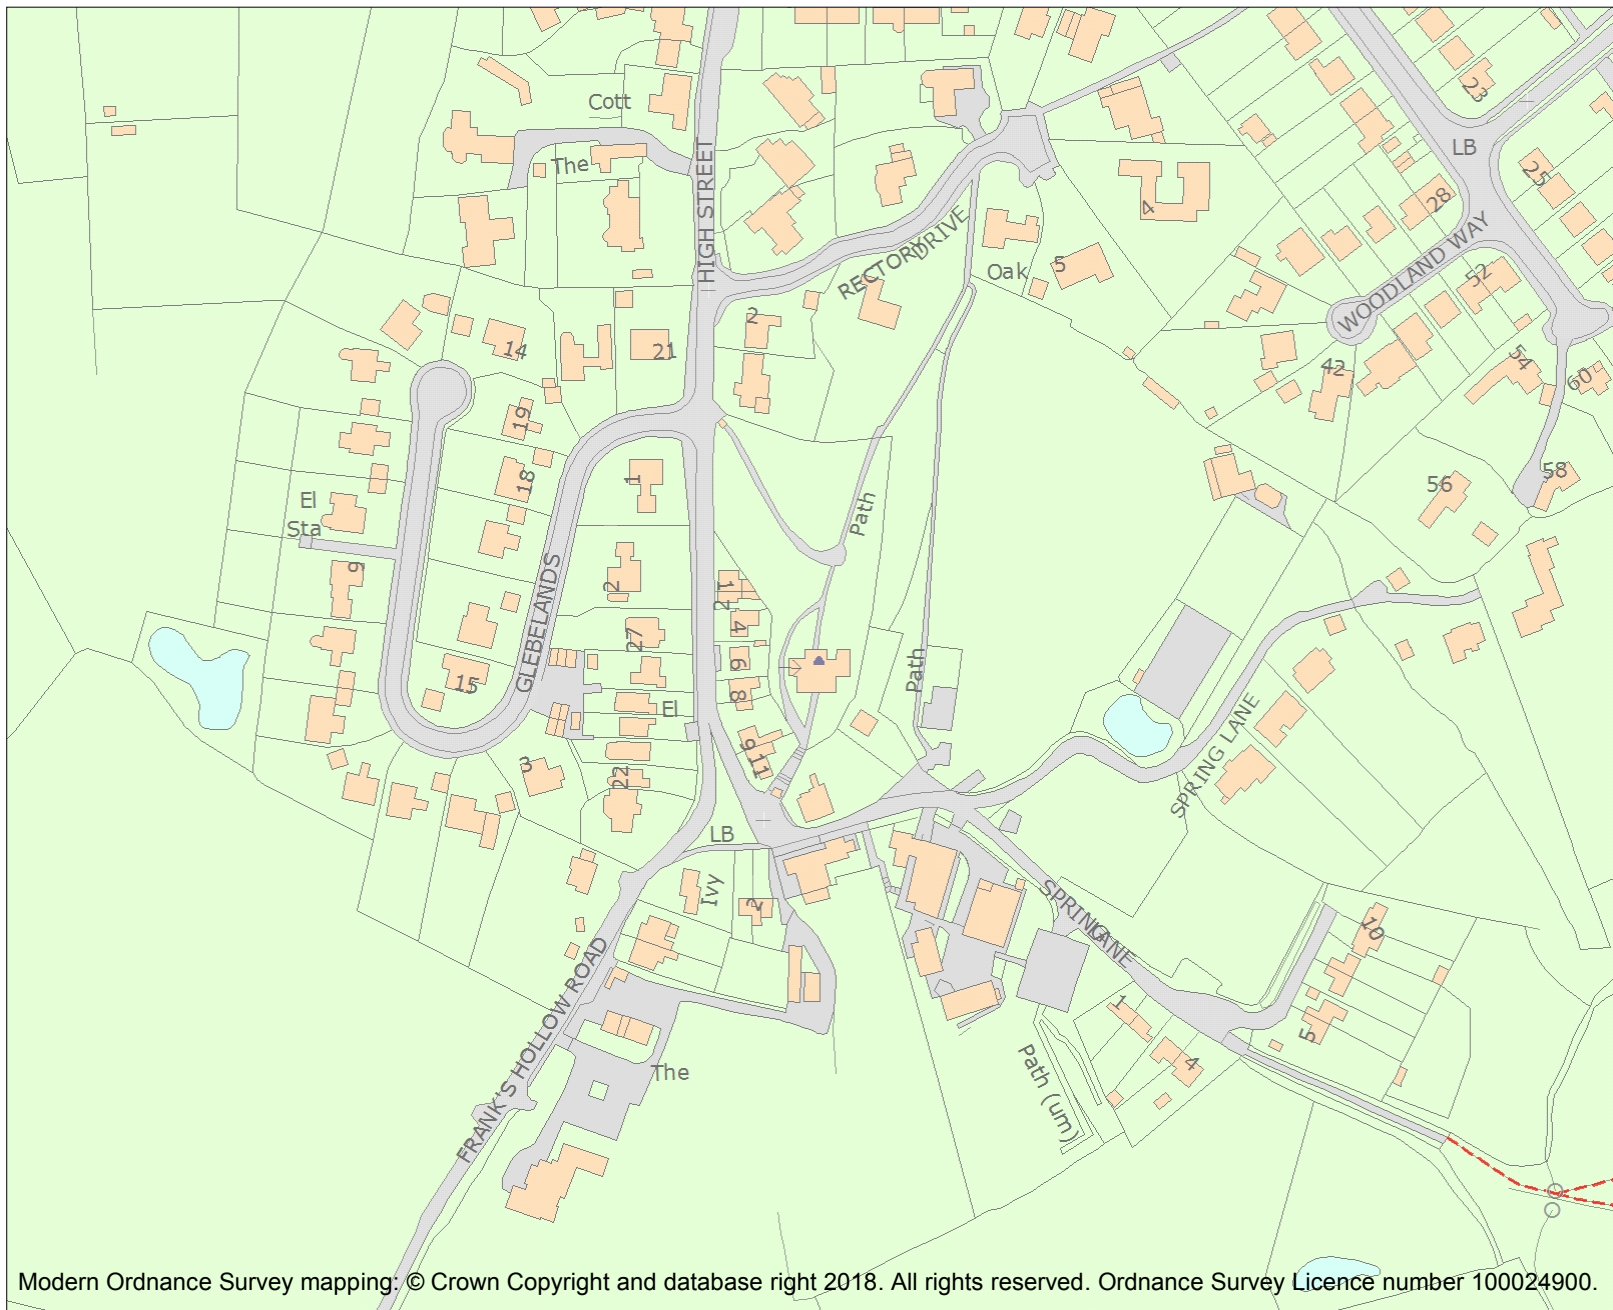 23
Cott
LB
The
HIGH STREET
25
28
4
RECTORY DRIVE
WOODLAND WAY
Oak
5
52
2
14
21
54
42
60
19
1
18
56
58
El
Sta
Path
9
GLEBELANDS
2
1
2
4
27
6
Path
15
8
El
SPRING LANE
9
11
3
22
LB
Ivy
2
SPRING LANE
10
FRANK'S HOLLOW ROAD
1
5
The
4
Path (um)
Modern Ordnance Survey mapping: © Crown Copyright and database right 2018. All rights reserved. Ordnance Survey Licence number 100024900.